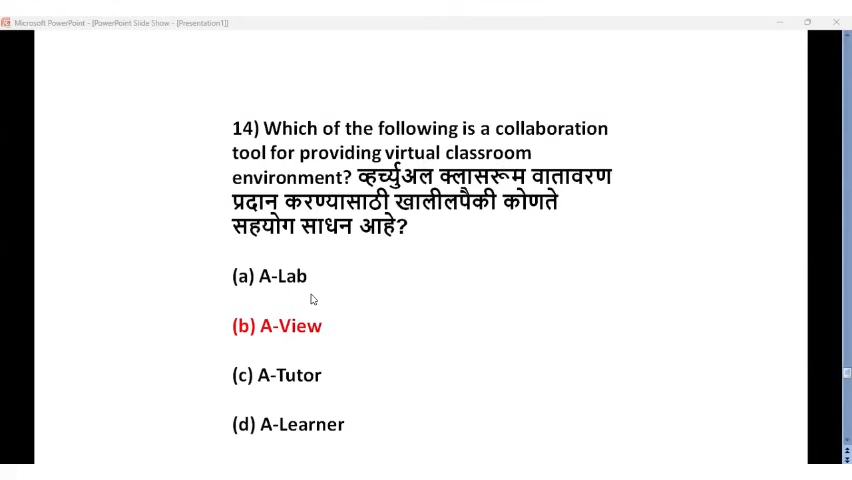 Microsoft PowerPoint - [PowerPoint Slide Show - [Presentation1]]
14) Which of the following is a collaboration
tool for providing virtual classroom
environment? व्हर्च्युअल क्लासरूम वातावरण
प्रदान करण्यासाठी खालीलपैकी कोणते
सहयोग साधन आहे?
(a) A-Lab
(b) A-View
(c) A-Tutor
(d) A-Learner